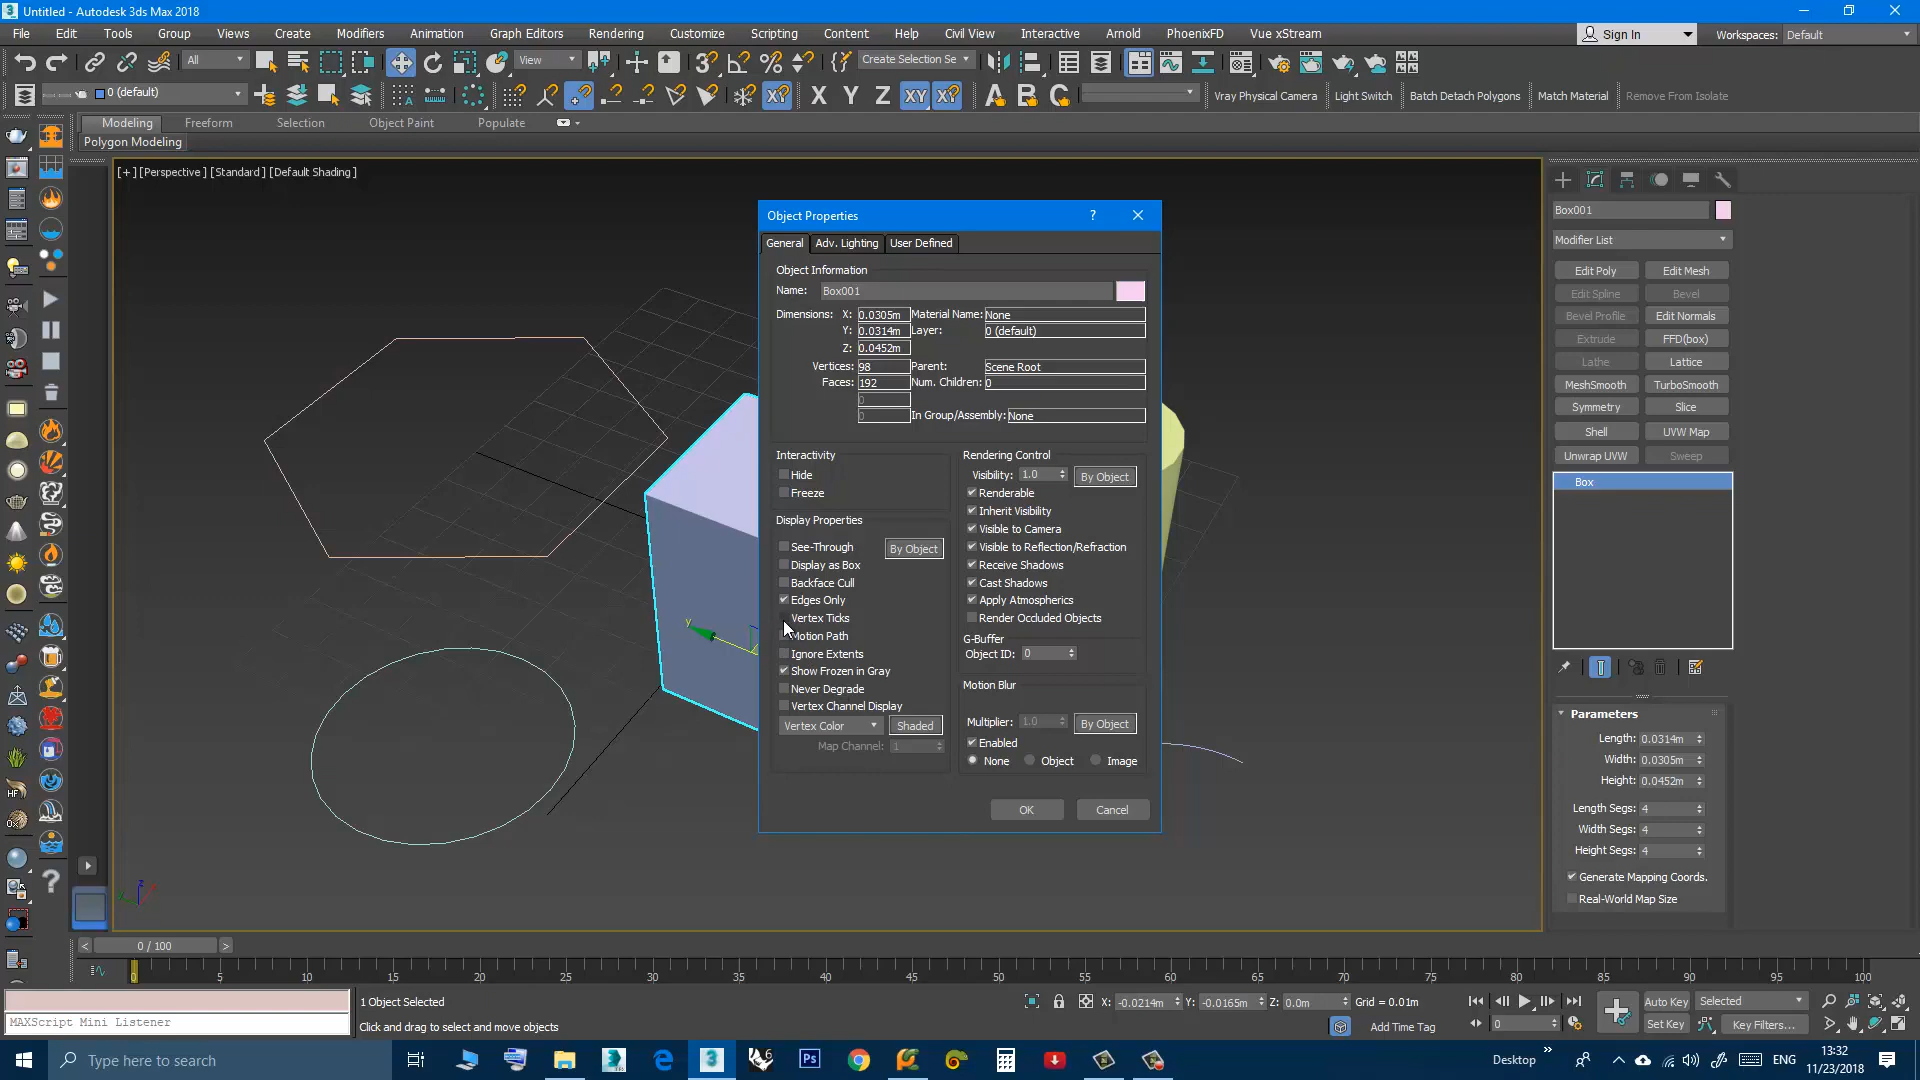 Untitled - Autodesk 3ds Max 2018
File Edit Tools Group Views Create Modifiers Animation Graph Editors Rendering Customize Scripting Content Help Civil View Interactive Arnold PhoenixFD Vue xStream Sign In Workspaces: Default
All View Create Selection Se
0 (default) X Y Z XY Vray Physical Camera Light Switch Batch Detach Polygons Match Material Remove From Isolate
Modeling Freeform Selection Object Paint Populate
Polygon Modeling
[+] [Perspective] [Standard] [Default Shading]
Object Properties ?
General Adv. Lighting User Defined
Object Information
Name: Box001
Dimensions: X: 0.0305m Material Name: None
Y: 0.0314m Layer: 0 (default)
Z: 0.0452m
Vertices: 98 Parent: Scene Root
Faces: 192 Num. Children: 0
0
0 In Group/Assembly: None
Interactivity
Hide
Freeze
Display Properties
See-Through By Object
Display as Box
Backface Cull
Edges Only
Vertex Ticks
Motion Path
Ignore Extents
Show Frozen in Gray
Never Degrade
Vertex Channel Display
Vertex Color Shaded
Map Channel: 1
Rendering Control
Visibility: 1.0 By Object
Renderable
Inherit Visibility
Visible to Camera
Visible to Reflection/Refraction
Receive Shadows
Cast Shadows
Apply Atmospherics
Render Occluded Objects
G-Buffer
Object ID: 0
Motion Blur
Multiplier: 1.0 By Object
Enabled
None Object Image
OK Cancel
y
z
Box001
Modifier List
Edit Poly Edit Mesh
Edit Spline Bevel
Bevel Profile Edit Normals
Extrude FFD(box)
Lathe Lattice
MeshSmooth TurboSmooth
Symmetry Slice
Shell UVW Map
Unwrap UVW Sweep
Box
Parameters
Length: 0.0314m
Width: 0.0305m
Height: 0.0452m
Length Segs: 4
Width Segs: 4
Height Segs: 4
Generate Mapping Coords.
Real-World Map Size
< 0 / 100 >
0 5 10 15 20 25 30 35 40 45 50 55 60 65 70 75 80 85 90 95 100
1 Object Selected X: -0.0214m Y: -0.0165m Z: 0.0m Grid = 0.01m Auto Key Selected
MAXScript Mini Listener Click and drag to select and move objects Add Time Tag 0 Set Key Key Filters...
Type here to search Desktop ENG 13:32
11/23/2018